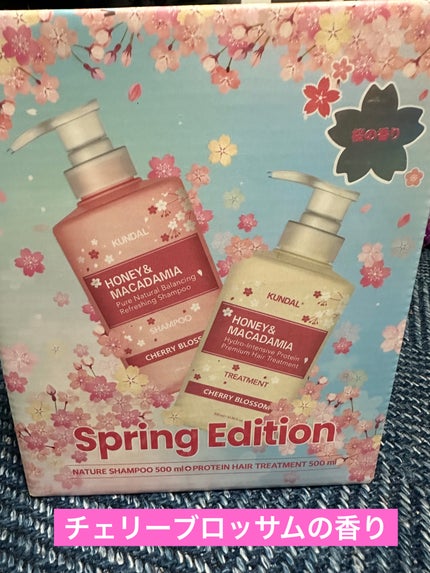 桜の香り
KUNDAL
HONEY&
MACADAMIA
Pure Natural Balancing
Refreshing Shampoo
SHAMPOO
CHERRY BLOSS
KUNDAL
HONEY&
MACADAMIA
Hydro-Intensive Protein
Premium Hair Treatment
TREATMENT
CHERRY BLOSSOM
Spring Edition
NATURE SHAMPOO 500 ml PROTEIN HAIR TREATMENT 500 ml
チェリーブロッサムの香り